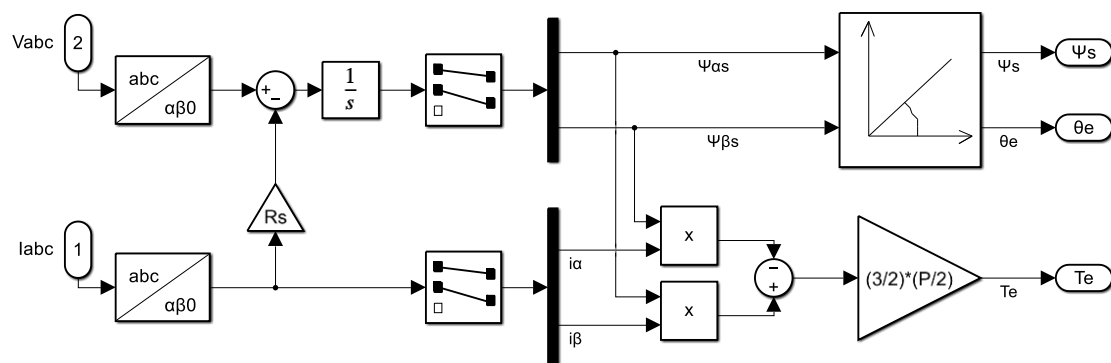 Vabc
2
abc
αβ0
+
−
1
s
Ψαs
Ψβs
Ψs
Ψs
θe
θe
Rs
Iabc
1
abc
αβ0
iα
iβ
x
x
−
+
(3/2)*(P/2)
Te
Te